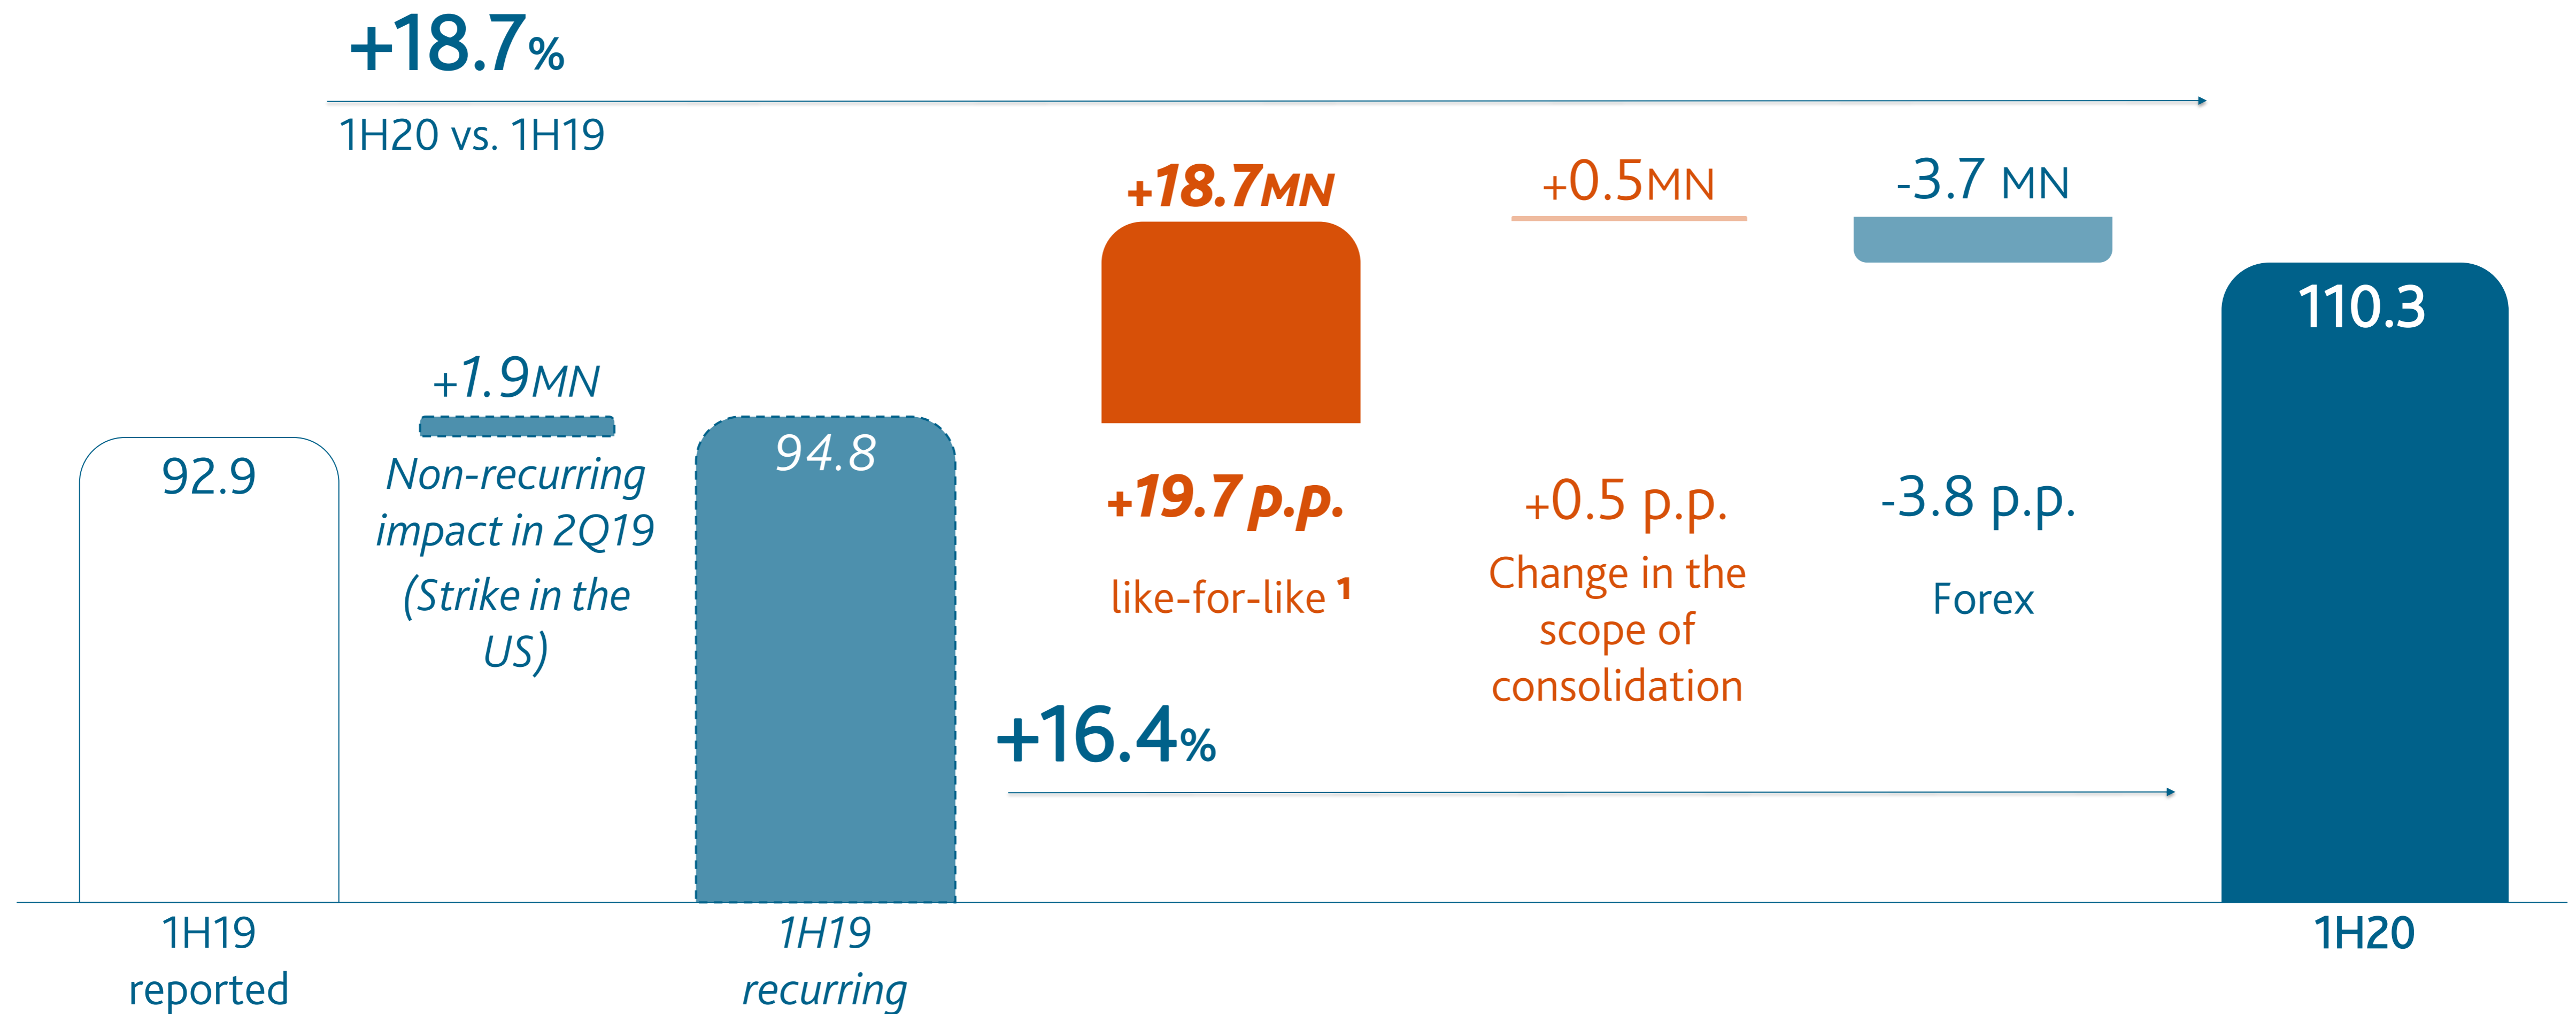 +18.7%
1H20 vs. 1H19
+18.7MN
+0.5MN
-3.7 MN
110.3
+1.9MN
92.9
94.8
Non-recurring
impact in 2Q19
(Strike in the
US)
+19.7 p.p.
+0.5 p.p.
-3.8 p.p.
like-for-like 1
Change in the
scope of
consolidation
Forex
+16.4%
1H19
reported
1H19
recurring
1H20